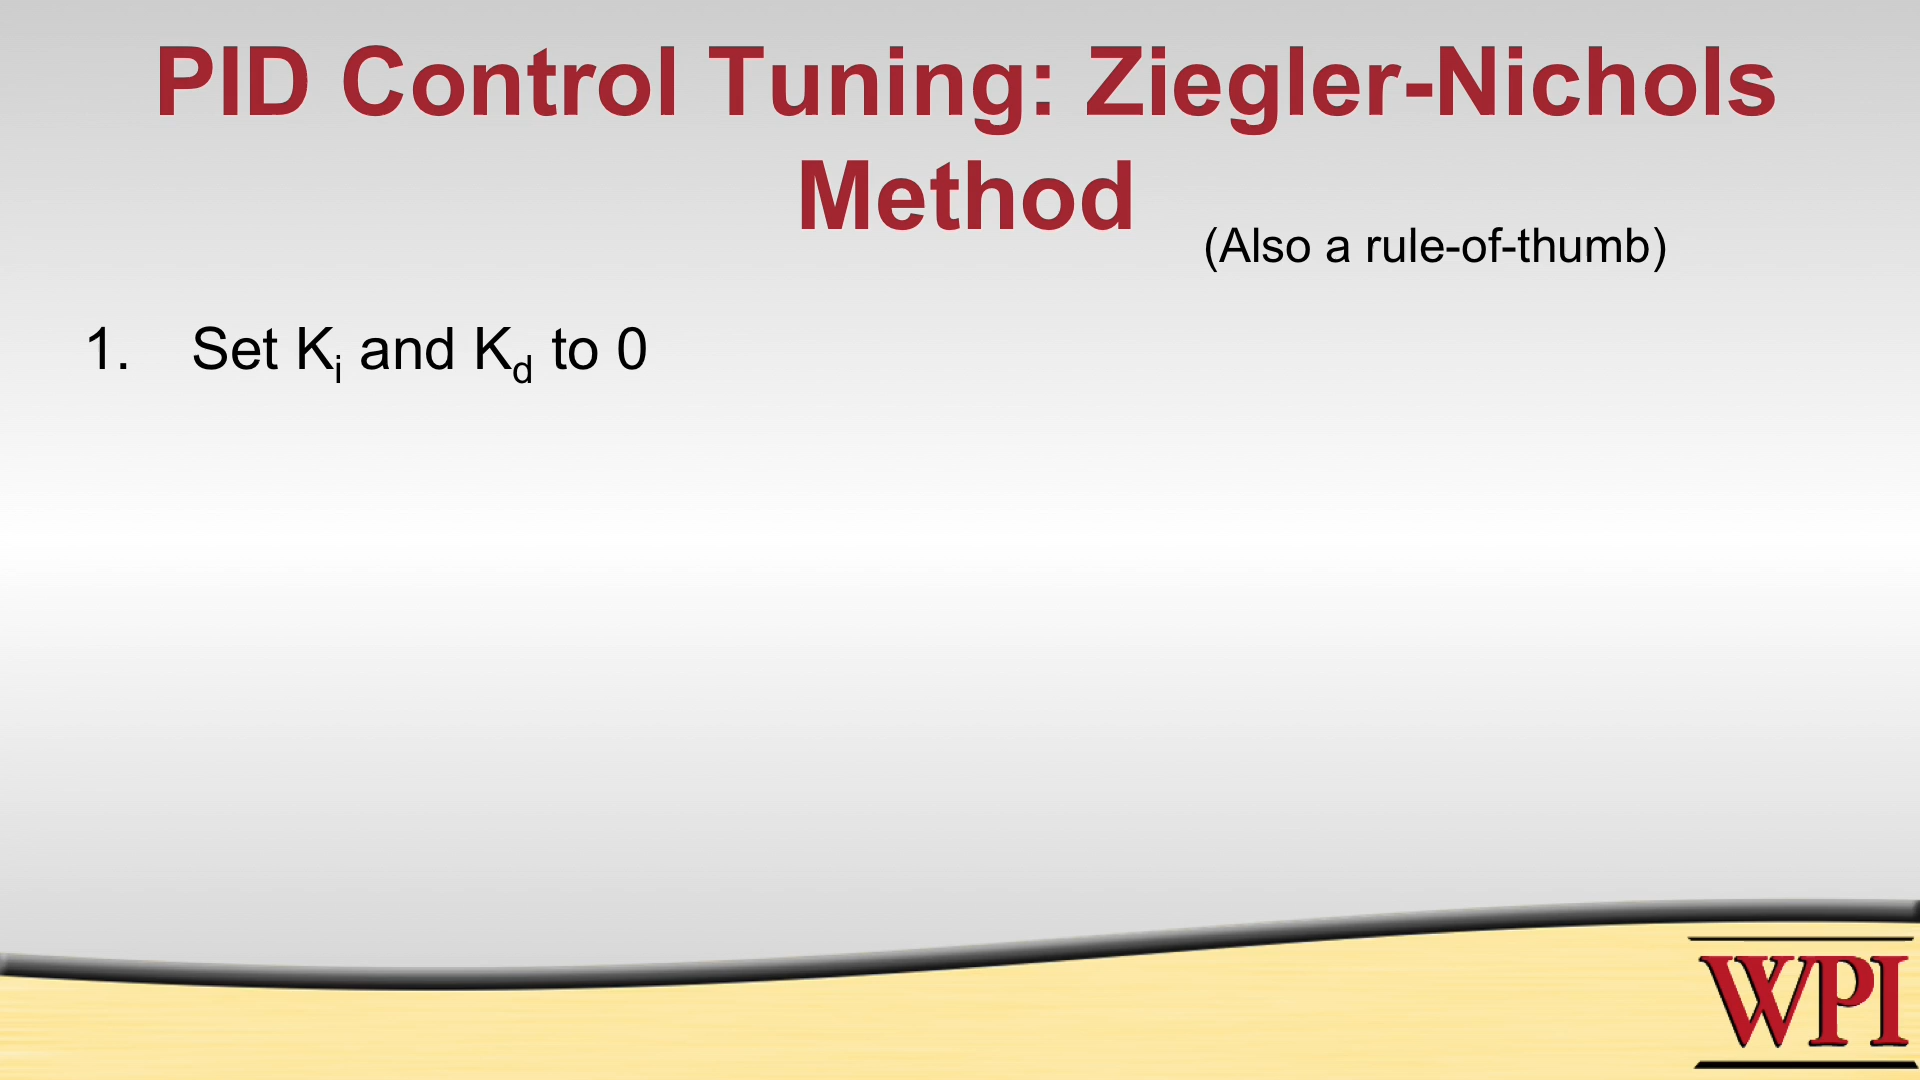 PID Control Tuning: Ziegler-Nichols
Method
(Also a rule-of-thumb)
1. Set Ki and Kd to 0
WPI